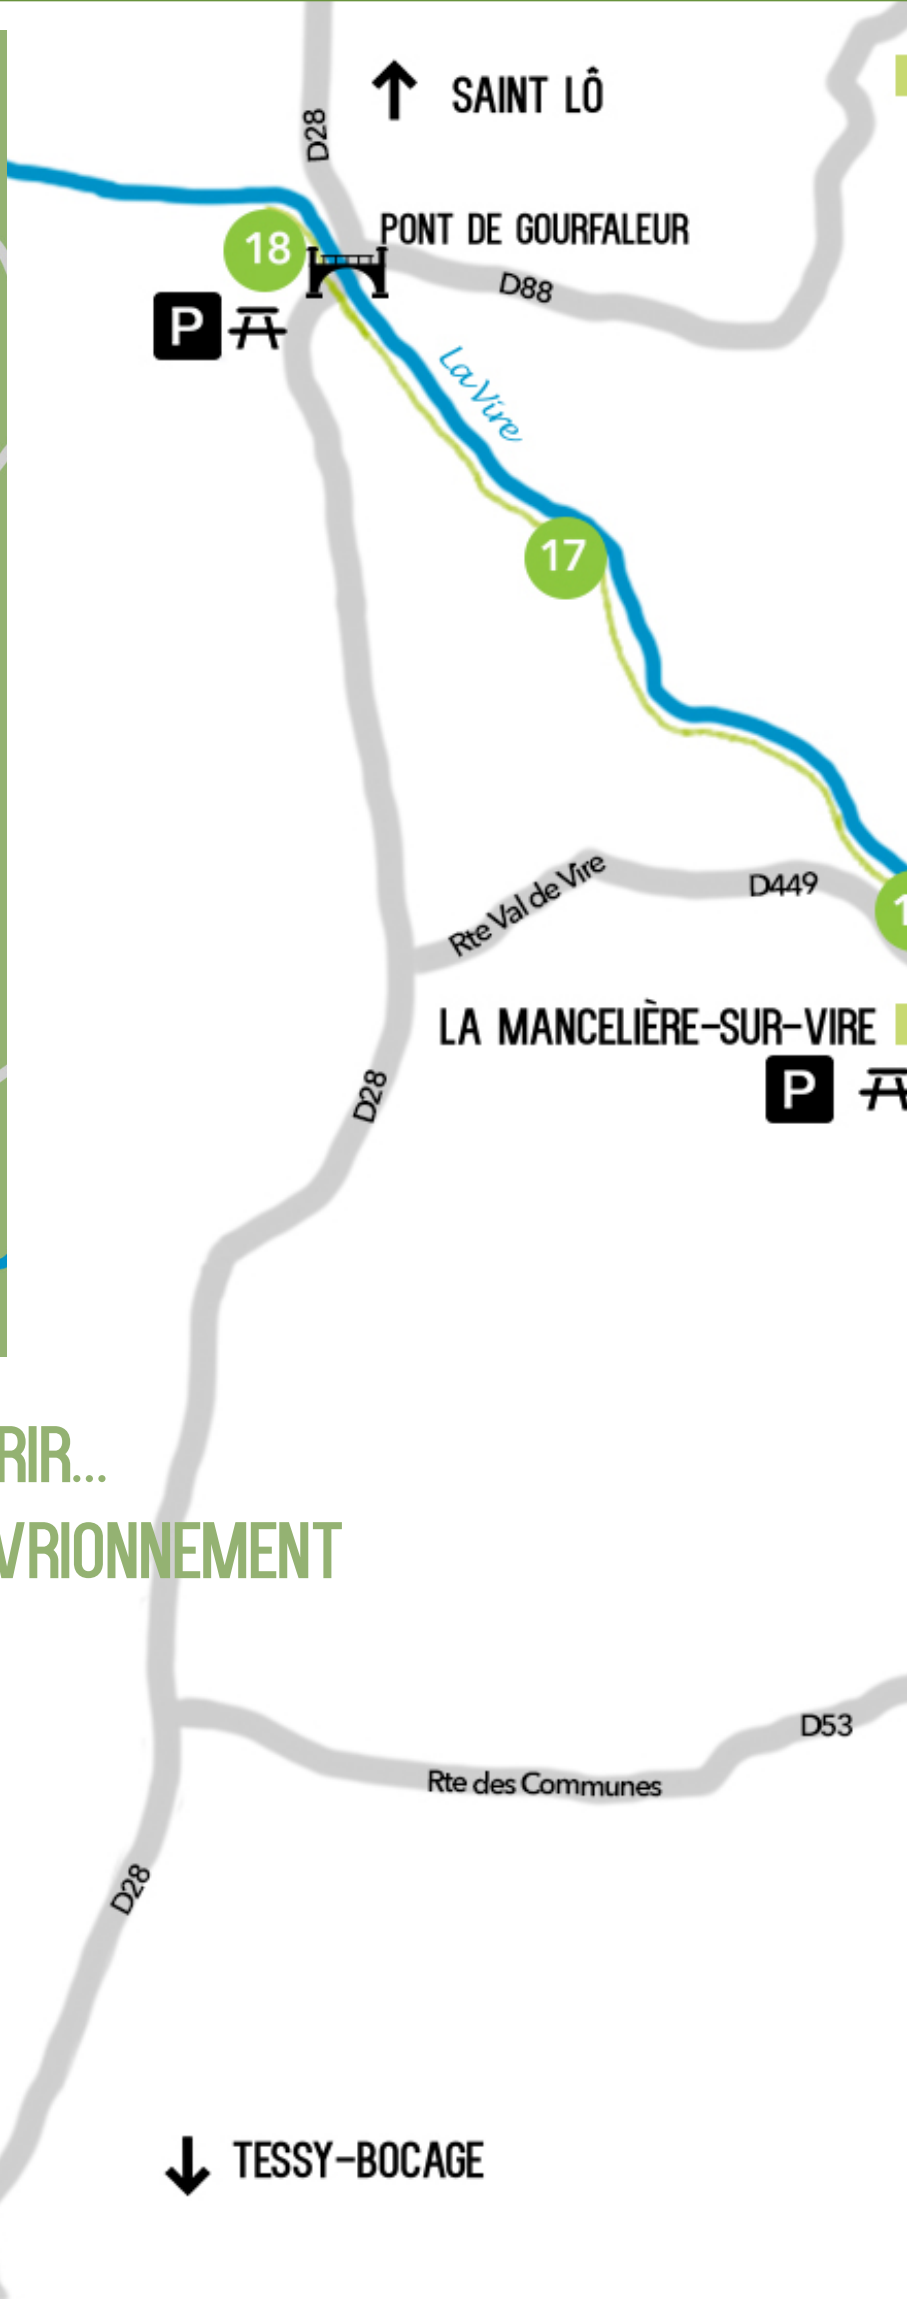 SAINT LÔ
D28
PONT DE GOURFALEUR
18
D88
P
La Vire
17
Rte Val de Vire
D449
LA MANCELIÈRE-SUR-VIRE
P
D28
RIR...
VRIONNEMENT
D53
Rte des Communes
D28
TESSY-BOCAGE